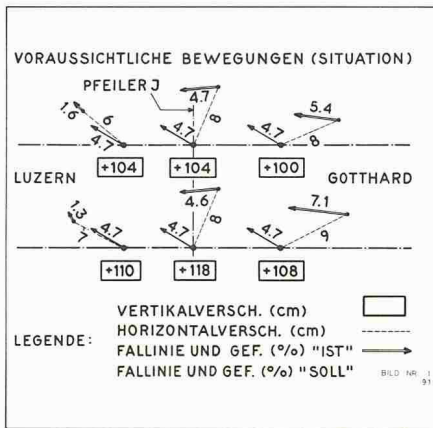 VORAUSSICHTLICHE BEWEGUNGEN (SITUATION)
PFEILER J
1.6 6 4.7
4.7 4.7 8
5.4 4.7 8
+104 +104 +100
LUZERN GOTTHARD
1.3 7 4.7
4.6 4.7 8
7.1 4.7 9
+110 +118 +108
LEGENDE:
VERTIKALVERSCH. (cm)
HORIZONTALVERSCH. (cm)
FALLINIE UND GEF. (%) "IST"
FALLINIE UND GEF. (%) "SOLL"
BILD NR. 1
91